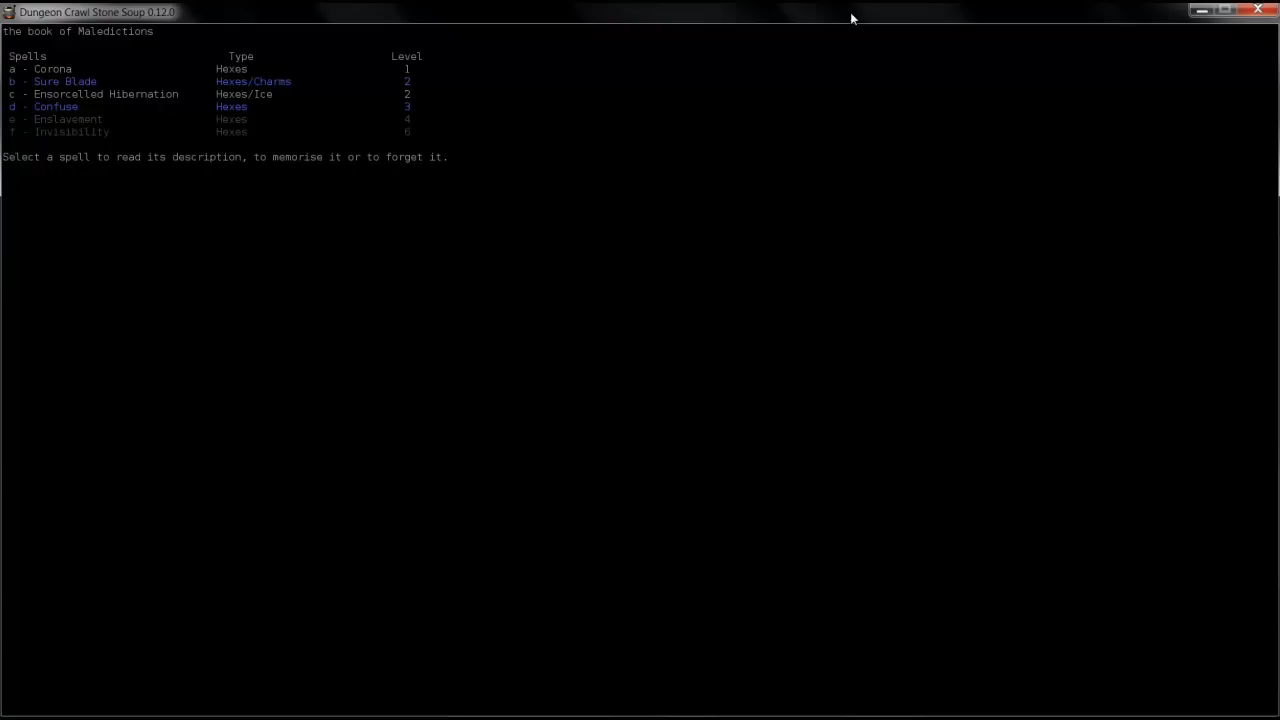 Dungeon Crawl Stone Soup 0.12.0
the book of Maledictions
Spells Type Level
a - Corona Hexes 1
b - Sure Blade Hexes/Charms 2
c - Ensorcelled Hibernation Hexes/Ice 2
d - Confuse Hexes 3
e - Enslavement Hexes 4
f - Invisibility Hexes 6
Select a spell to read its description, to memorise it or to forget it.